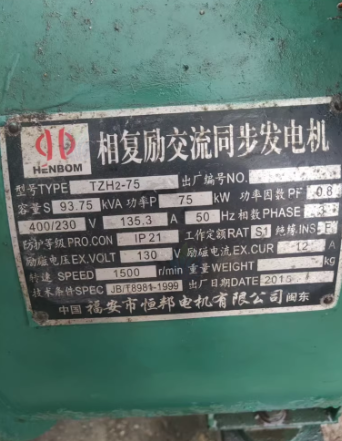 HENBOM
相复励交流同步发电机
型号TYPE TZH2-75 出厂编号NO.
容量S 93.75 kVA 功率P 75 kW 功率因数PF 0.8
400/230 V 135.3 A 50 Hz 相数PHASE 3
防护等级PRO.CON IP21 工作定额RAT S1 绝缘INS F
励磁电压EX.VOLT 130 V 励磁电流EX.CUR 12 A
转速 SPEED 1500 r/min 重量WEIGHT kg
技术条件SPEC JB/T8981-1999 出厂日期DATE 2015
中国 福安市恒邦电机有限公司 闽东